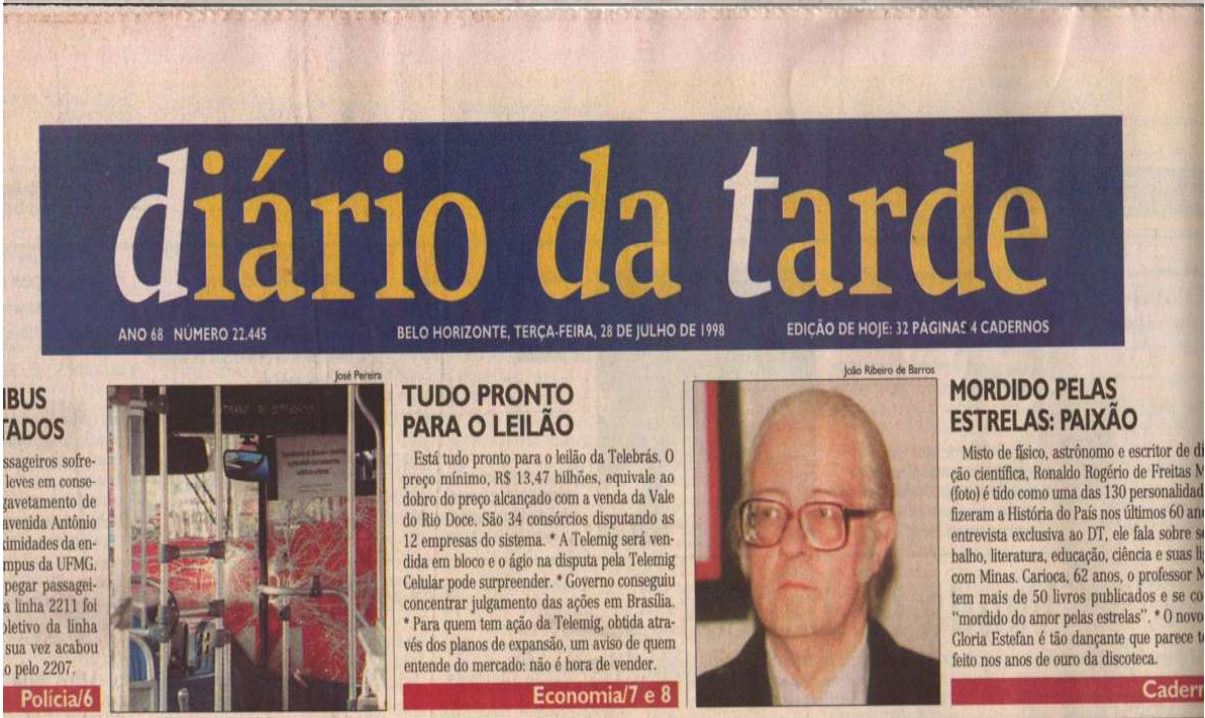 diário da tarde
ANO 68 NÚMERO 22.445
BELO HORIZONTE, TERÇA-FEIRA, 28 DE JULHO DE 1998
EDIÇÃO DE HOJE: 32 PÁGINAS 4 CADERNOS
IBUS
TADOS
ssageiros sofre-
leves em conse-
gavetamento de
avenida Antônio
ximidades da en-
mpus da UFMG.
pegar passagei-
a linha 2211 foi
oletivo da linha
sua vez acabou
o pelo 2207.
Polícia/6
José Pereira
TUDO PRONTO
PARA O LEILÃO
Está tudo pronto para o leilão da Telebrás. O
preço mínimo, R$ 13,47 bilhões, equivale ao
dobro do preço alcançado com a venda da Vale
do Rio Doce. São 34 consórcios disputando as
12 empresas do sistema. * A Telemig será ven-
dida em bloco e o ágio na disputa pela Telemig
Celular pode surpreender. * Governo conseguiu
concentrar julgamento das ações em Brasília.
* Para quem tem ação da Telemig, obtida atra-
vés dos planos de expansão, um aviso de quem
entende do mercado: não é hora de vender.
Economia/7 e 8
João Ribeiro de Barros
MORDIDO PELAS
ESTRELAS: PAIXÃO
Misto de físico, astrônomo e escritor de di
ção científica, Ronaldo Rogério de Freitas M
(foto) é tido como uma das 130 personalidad
fizeram a História do País nos últimos 60 an
entrevista exclusiva ao DT, ele fala sobre s
balho, literatura, educação, ciência e suas li
com Minas. Carioca, 62 anos, o professor M
tem mais de 50 livros publicados e se co
"mordido do amor pelas estrelas". * O novo
Gloria Estefan é tão dançante que parece t
feito nos anos de ouro da discoteca.
Cadern